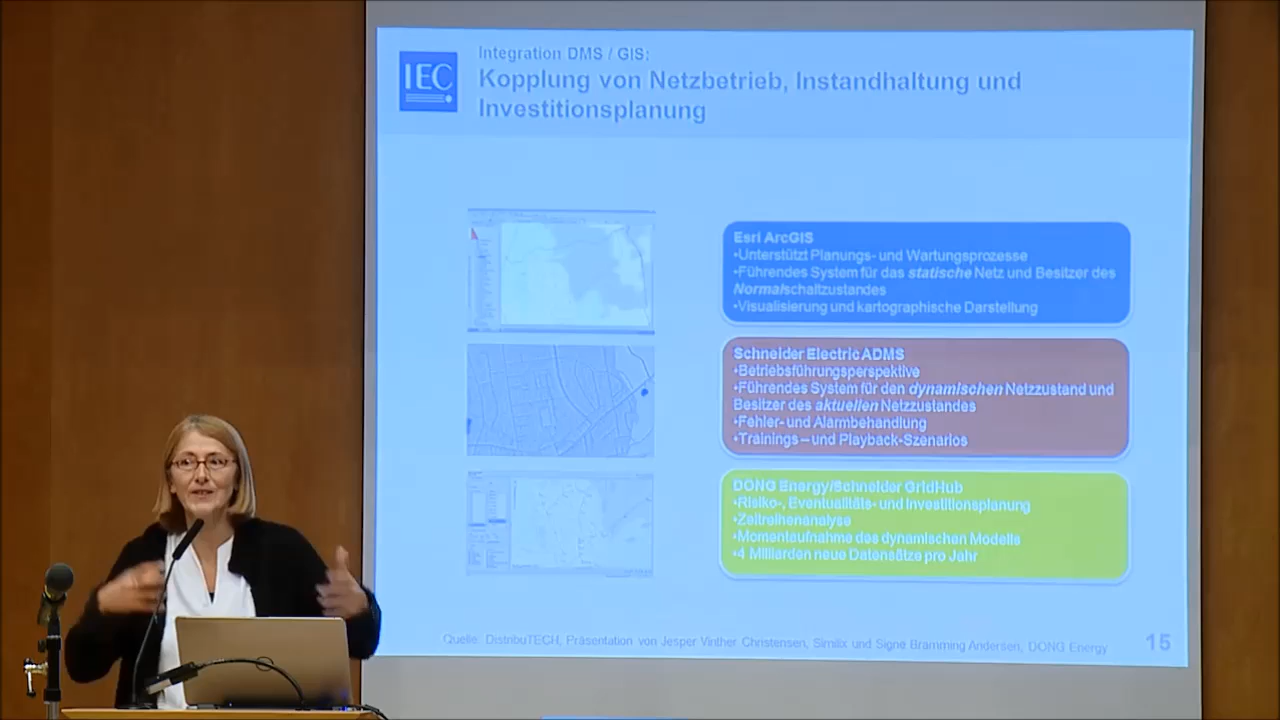 IEC
Integration DMS / GIS:
Kopplung von Netzbetrieb, Instandhaltung und
Investitionsplanung
Esri ArcGIS
•Unterstützt Planungs- und Wartungsprozesse
•Führendes System für das statische Netz und Besitzer des
Normalschaltzustandes
•Visualisierung und kartographische Darstellung
Schneider Electric ADMS
•Betriebsführungsperspektive
•Führendes System für den dynamischen Netzzustand und
Besitzer des aktuellen Netzzustandes
•Fehler- und Alarmbehandlung
•Trainings – und Playback-Szenarios
DONG Energy/Schneider GridHub
•Risiko-, Eventualitäts- und Investitionsplanung
•Zeitreihenanalyse
•Momentaufnahme des dynamischen Modells
•4 Milliarden neue Datensätze pro Jahr
Quelle: DistribuTECH, Präsentation von Jesper Vinther Christensen, Similix und Signe Bramming Andersen, DONG Energy
15